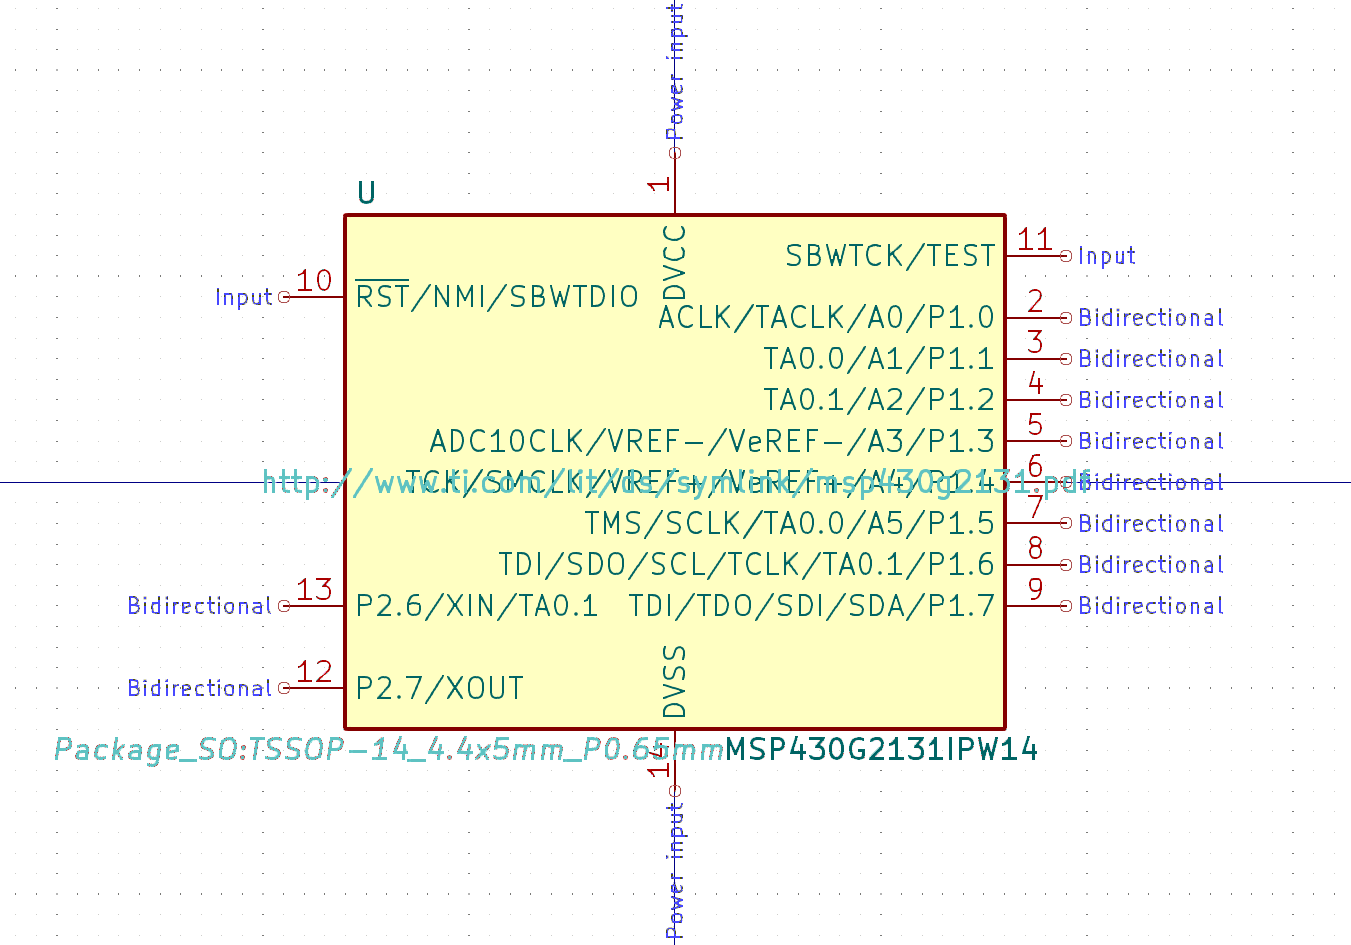 Power input
1
U
DVCC
SBWTCK/TEST 11 Input
Input 10 RST/NMI/SBWTDIO
ACLK/TACLK/A0/P1.0 2 Bidirectional
TA0.0/A1/P1.1 3 Bidirectional
TA0.1/A2/P1.2 4 Bidirectional
ADC10CLK/VREF-/VeREF-/A3/P1.3 5 Bidirectional
http://www.ti.com/lit/ds/symlink/msp430g2131.pdf
TCK/SMCLK/VREF+/VeREF+/A4/P1.4 6 Bidirectional
TMS/SCLK/TA0.0/A5/P1.5 7 Bidirectional
TDI/SDO/SCL/TCLK/TA0.1/P1.6 8 Bidirectional
Bidirectional 13 P2.6/XIN/TA0.1 TDI/TDO/SDI/SDA/P1.7 9 Bidirectional
Bidirectional 12 P2.7/XOUT
DVSS
Package_SO:TSSOP-14_4.4x5mm_P0.65mm MSP430G2131IPW14
14
Power input